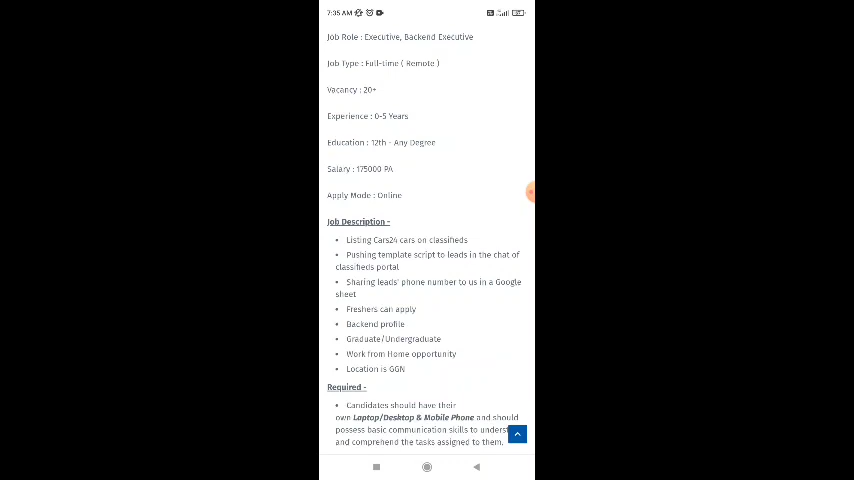 7:35 AM
Job Role : Executive, Backend Executive
Job Type : Full-time ( Remote )
Vacancy : 20+
Experience : 0-5 Years
Education : 12th - Any Degree
Salary : 175000 PA
Apply Mode : Online
Job Description -
• Listing Cars24 cars on classifieds
• Pushing template script to leads in the chat of
classifieds portal
• Sharing leads' phone number to us in a Google
sheet
• Freshers can apply
• Backend profile
• Graduate/Undergraduate
• Work from Home opportunity
• Location is GGN
Required -
• Candidates should have their
own Laptop/Desktop & Mobile Phone and should
possess basic communication skills to
and comprehend the tasks assigned to them.